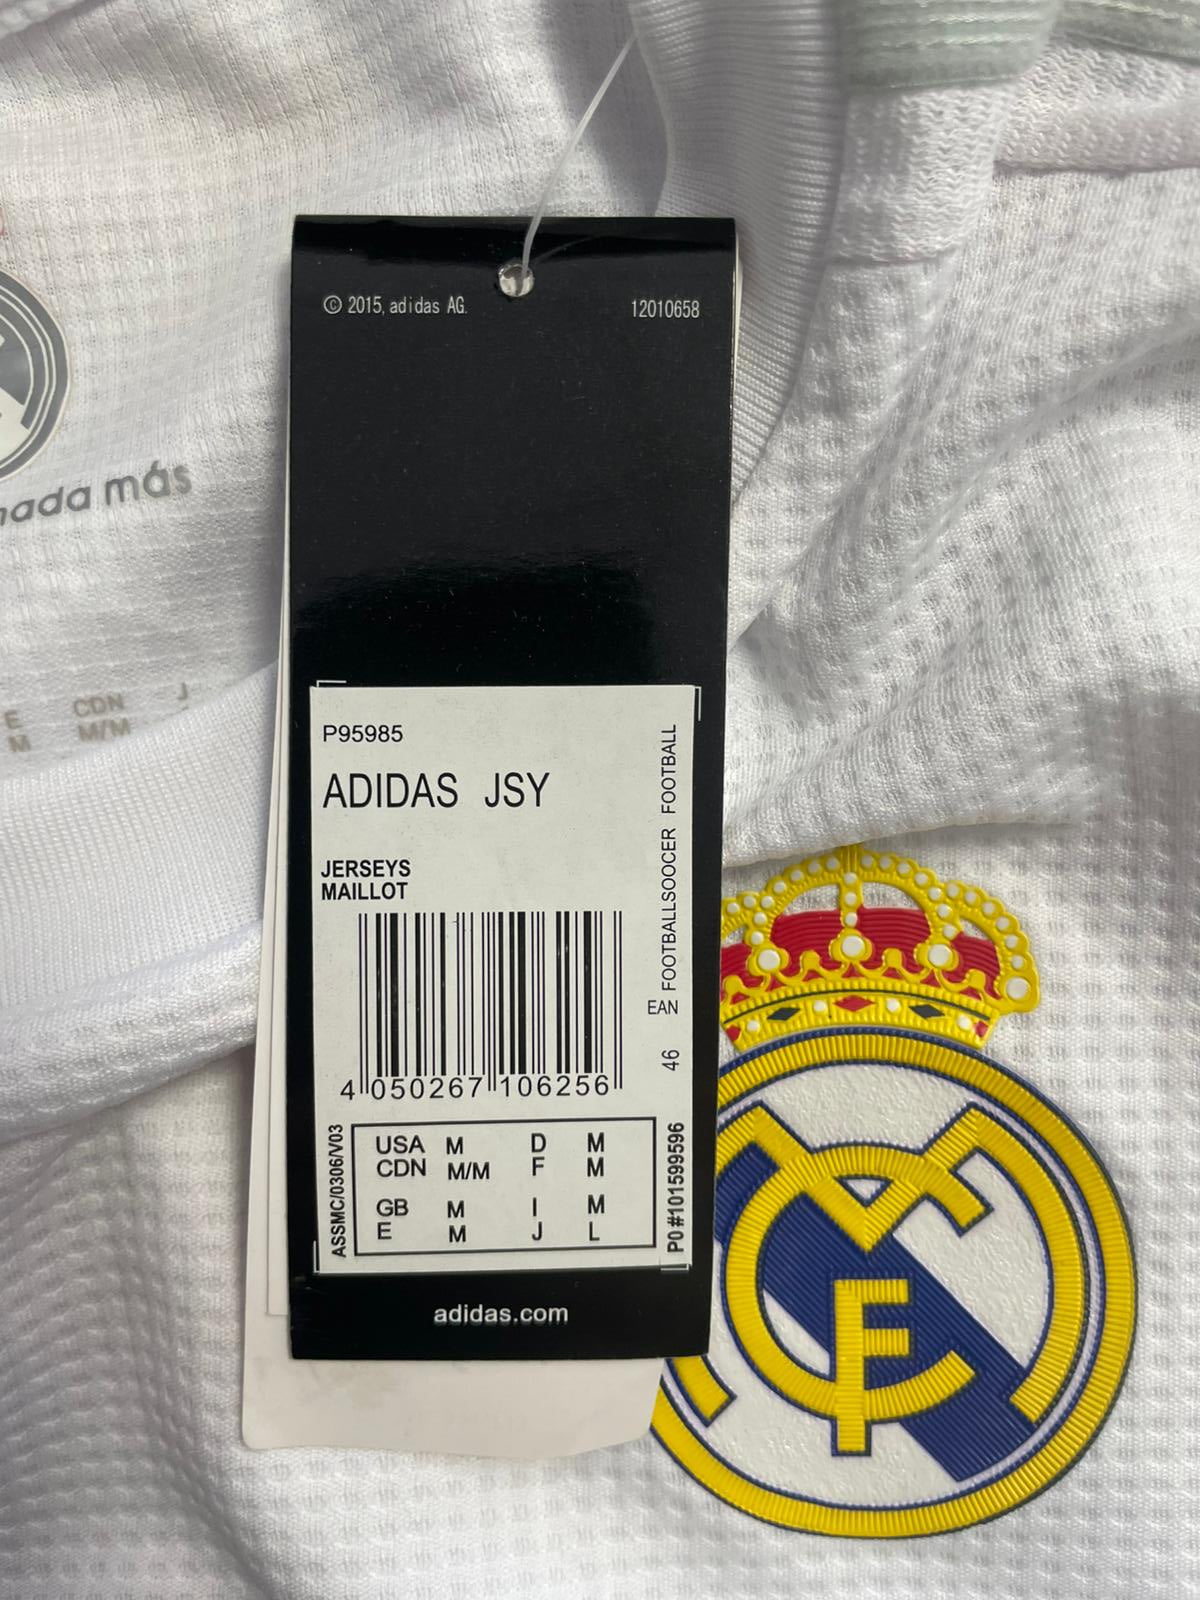 © 2015, adidas AG.
12010658
nada más
E CDN J
M M/M
P95985
ADIDAS JSY
JERSEYS
MAILLOT
FOOTBALLSOOCER FOOTBALL
EAN
46
4 050267 106256
ASSMC/0306/V03
USA M D M
CDN M/M F M
GB M I M
E M J L
PO#101599596
adidas.com